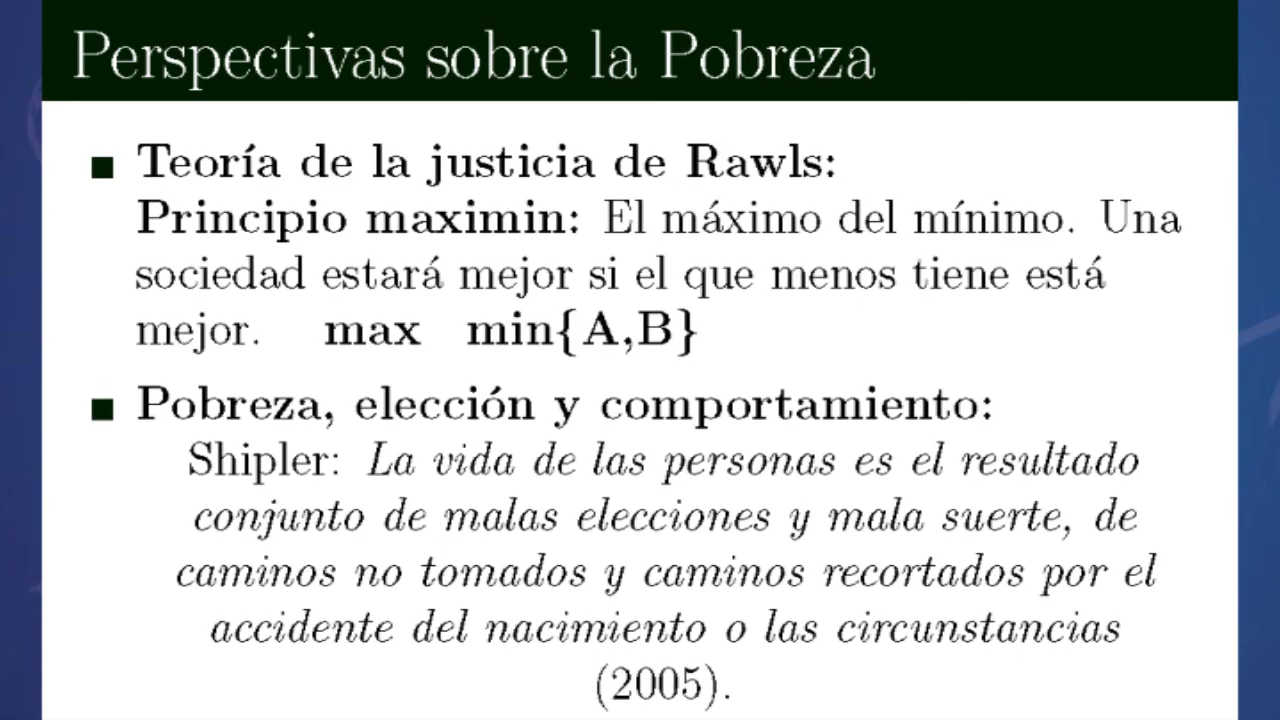 Perspectivas sobre la Pobreza
■ Teoría de la justicia de Rawls:
Principio maximin: El máximo del mínimo. Una
sociedad estará mejor si el que menos tiene está
mejor. max min{A,B}
■ Pobreza, elección y comportamiento:
Shipler: La vida de las personas es el resultado
conjunto de malas elecciones y mala suerte, de
caminos no tomados y caminos recortados por el
accidente del nacimiento o las circunstancias
(2005).